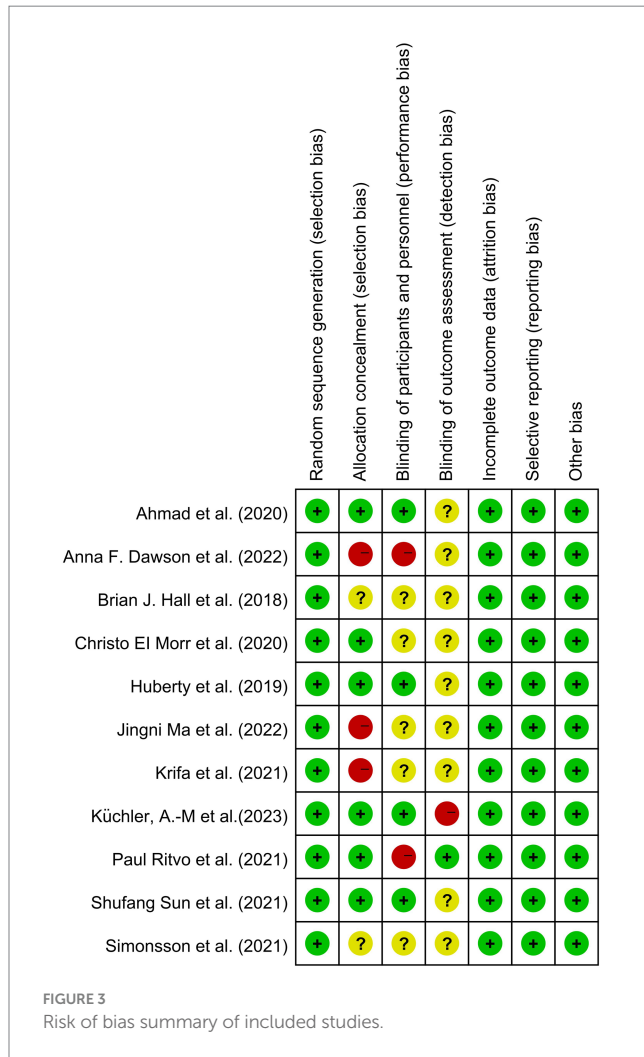 Random sequence generation (selection bias)
Allocation concealment (selection bias)
Blinding of participants and personnel (performance bias)
Blinding of outcome assessment (detection bias)
Incomplete outcome data (attrition bias)
Selective reporting (reporting bias)
Other bias
Ahmad et al. (2020) + + + ? + + +
Anna F. Dawson et al. (2022) + - - ? + + +
Brian J. Hall et al. (2018) + ? ? ? + + +
Christo EI Morr et al. (2020) + + ? ? + + +
Huberty et al. (2019) + + + ? + + +
Jingni Ma et al. (2022) + - ? ? + + +
Krifa et al. (2021) + - ? ? + + +
Küchler, A.-M et al.(2023) + + + - + + +
Paul Ritvo et al. (2021) + + - + + + +
Shufang Sun et al. (2021) + + + ? + + +
Simonsson et al. (2021) + ? ? ? + + +
FIGURE 3
Risk of bias summary of included studies.